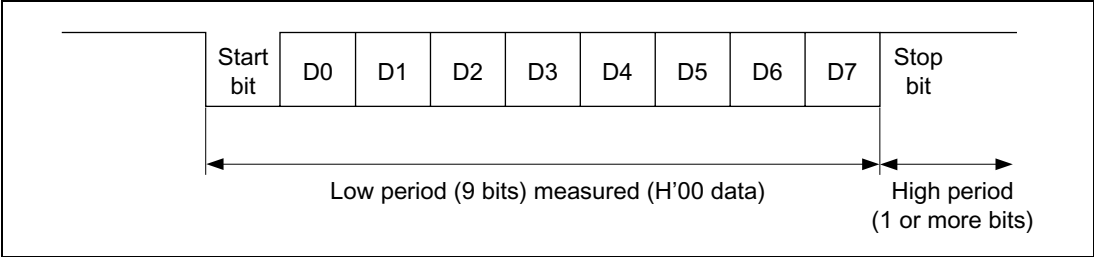 Start
bit
D0
D1
D2
D3
D4
D5
D6
D7
Stop
bit
Low period (9 bits) measured (H'00 data)
High period
(1 or more bits)